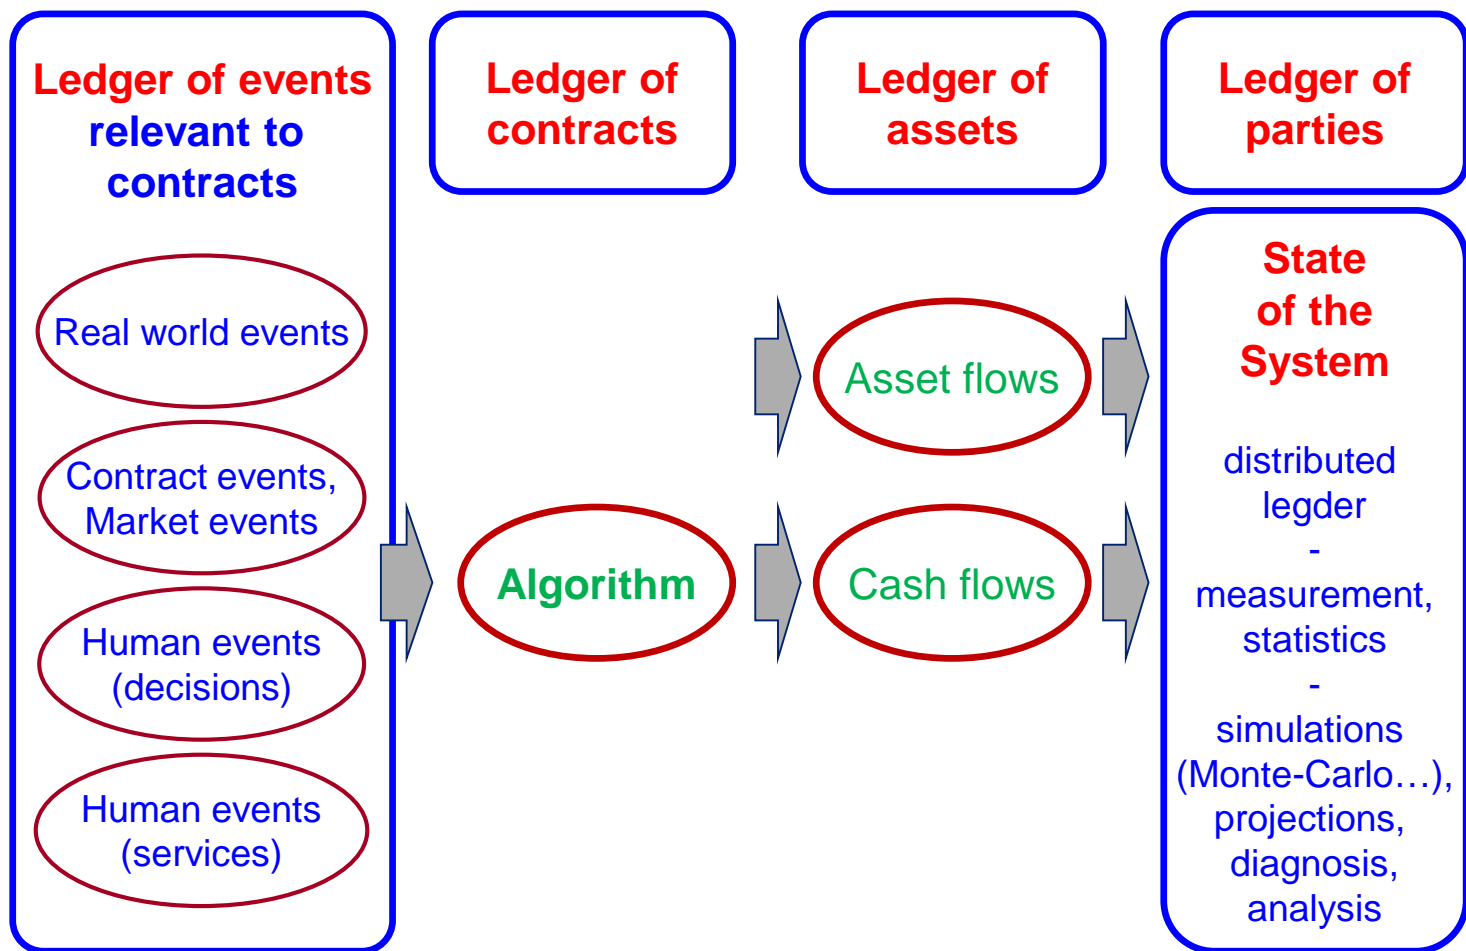 Ledger of events
relevant to
contracts
Real world events
Contract events,
Market events
Human events
(decisions)
Human events
(services)
Ledger of
contracts
Algorithm
Ledger of
assets
Asset flows
Cash flows
Ledger of
parties
State
of the
System
distributed
legder
-
measurement,
statistics
-
simulations
(Monte-Carlo…),
projections,
diagnosis,
analysis